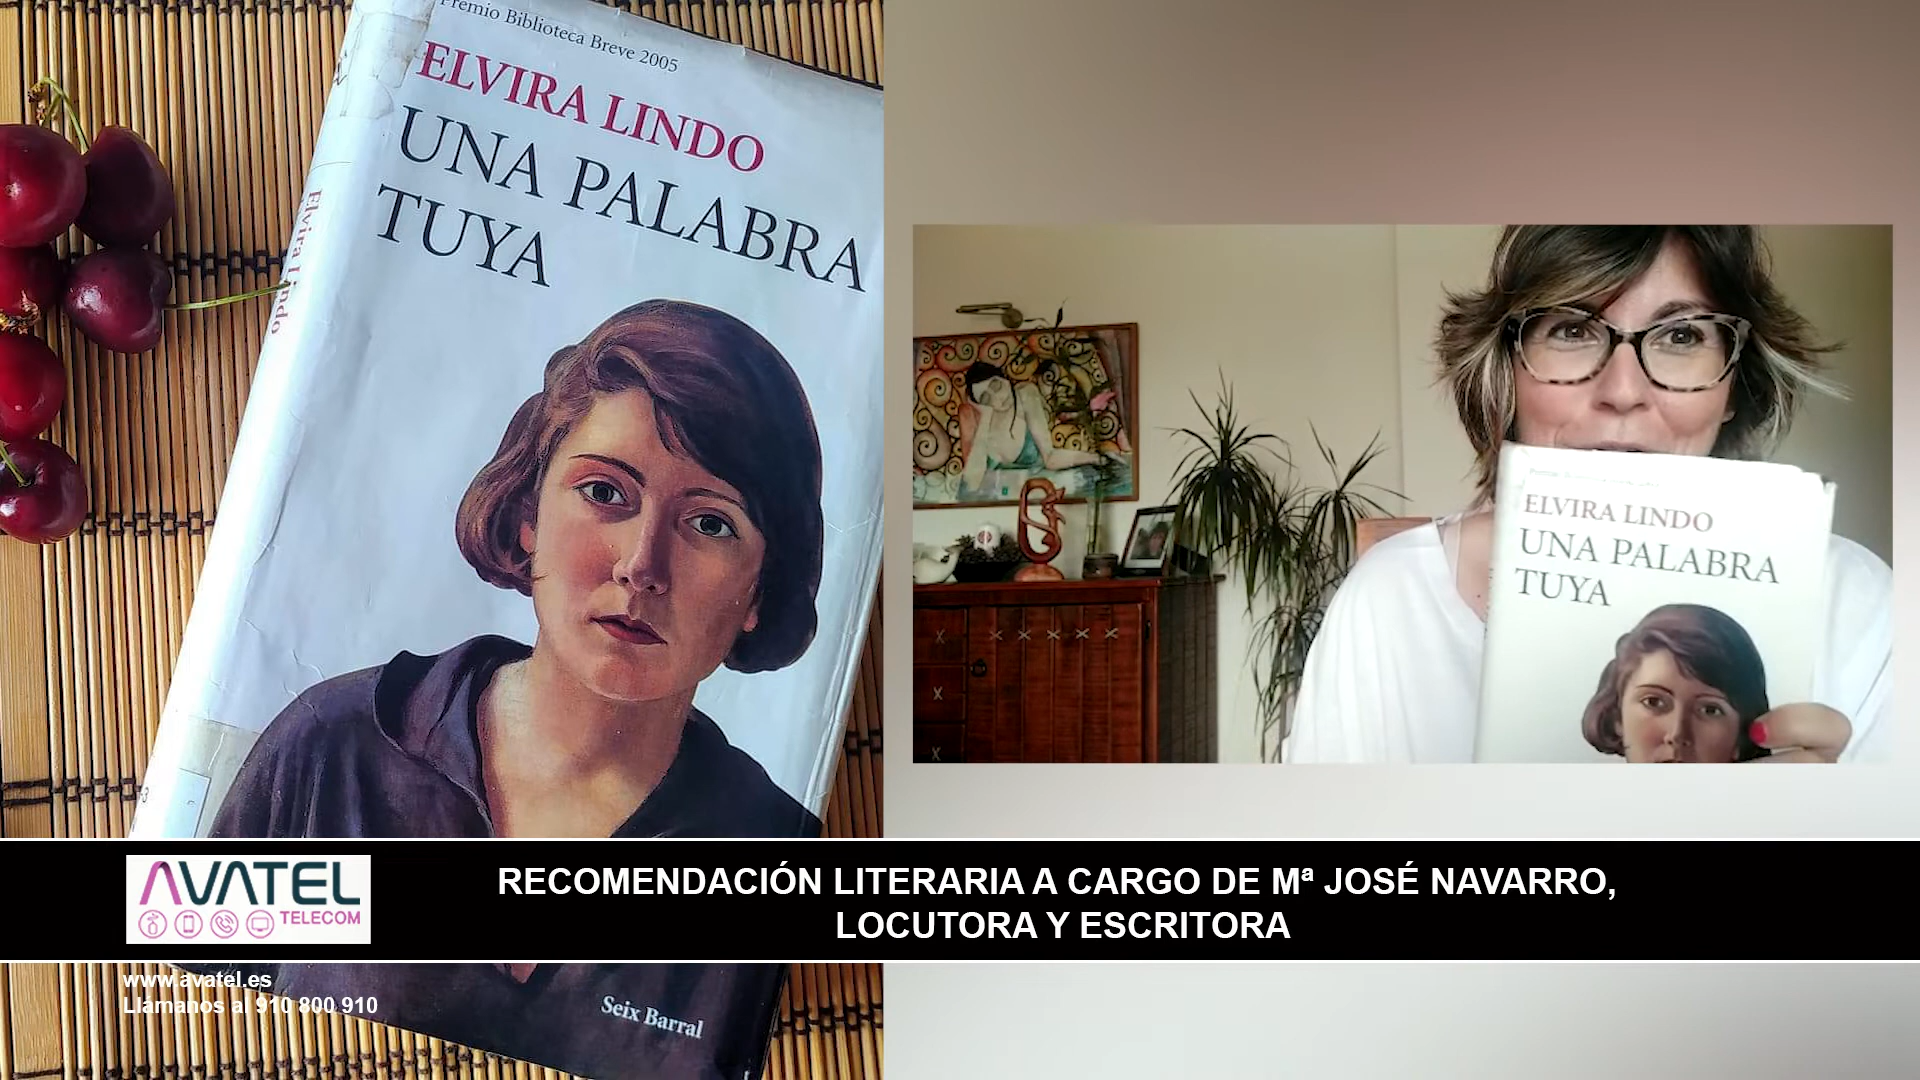 Premio Biblioteca Breve 2005
ELVIRA LINDO
UNA PALABRA
TUYA
Elvira Lindo
Seix Barral
ELVIRA LINDO
UNA PALABRA
TUYA
AVATEL
TELECOM
RECOMENDACIÓN LITERARIA A CARGO DE Mª JOSÉ NAVARRO,
LOCUTORA Y ESCRITORA
www.avatel.es
Llámanos al 910 800 910